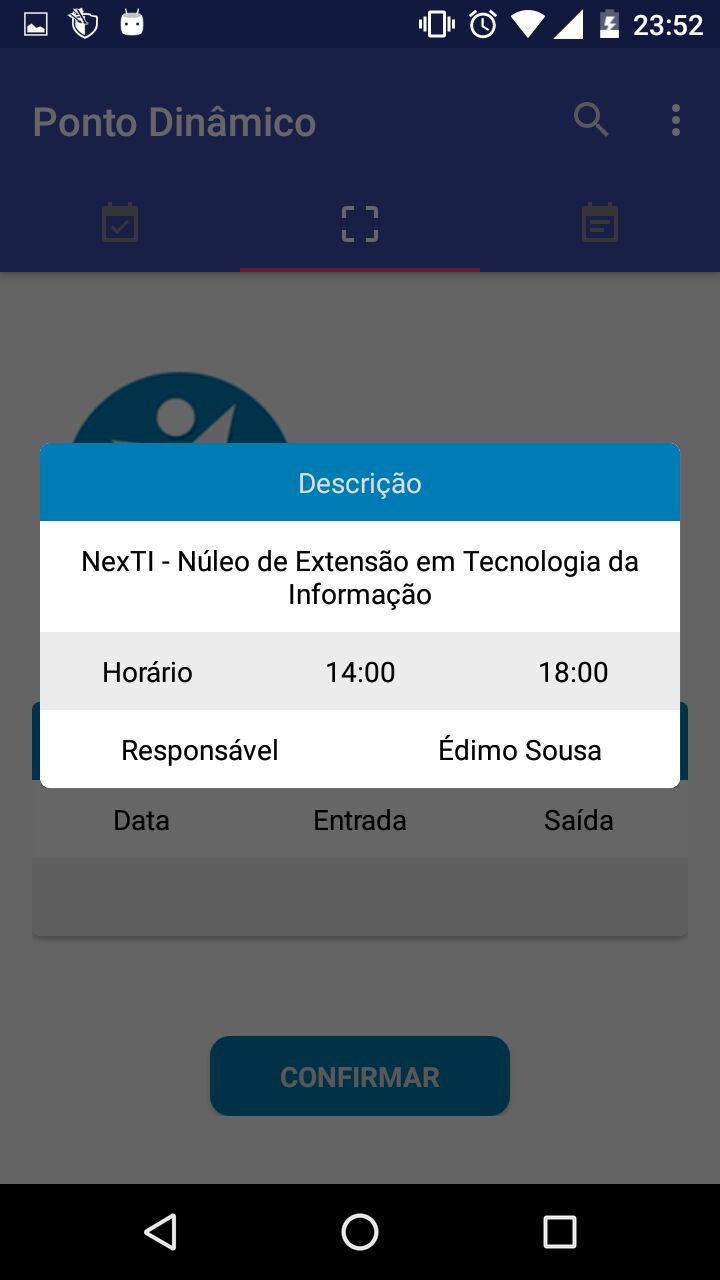 23:52
Ponto Dinâmico
Descrição
NexTI - Núleo de Extensão em Tecnologia da
Informação
Horário 14:00 18:00
Responsável Édimo Sousa
Data Entrada Saída
CONFIRMAR